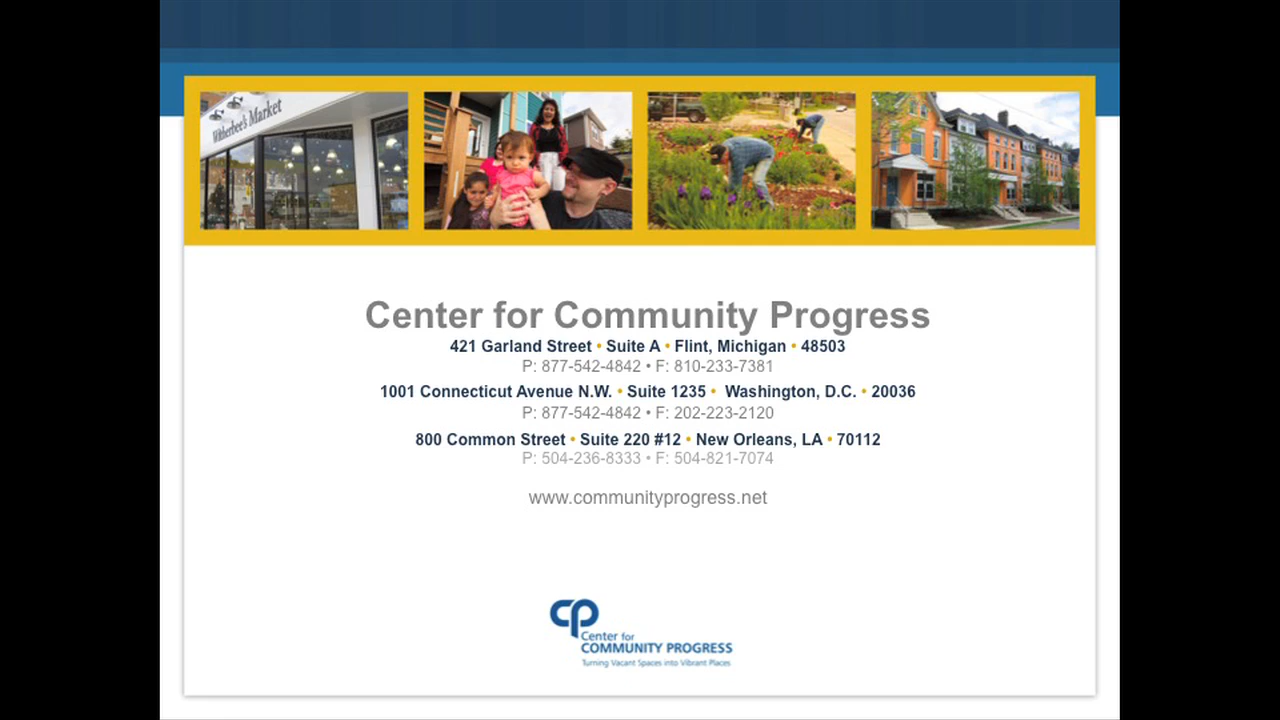 Witherbee's Market
Center for Community Progress
421 Garland Street • Suite A • Flint, Michigan • 48503
P: 877-542-4842 • F: 810-233-7381
1001 Connecticut Avenue N.W. • Suite 1235 • Washington, D.C. • 20036
P: 877-542-4842 • F: 202-223-2120
800 Common Street • Suite 220 #12 • New Orleans, LA • 70112
P: 504-236-8333 • F: 504-821-7074
www.communityprogress.net
cp
Center for
COMMUNITY PROGRESS
Turning Vacant Spaces into Vibrant Places